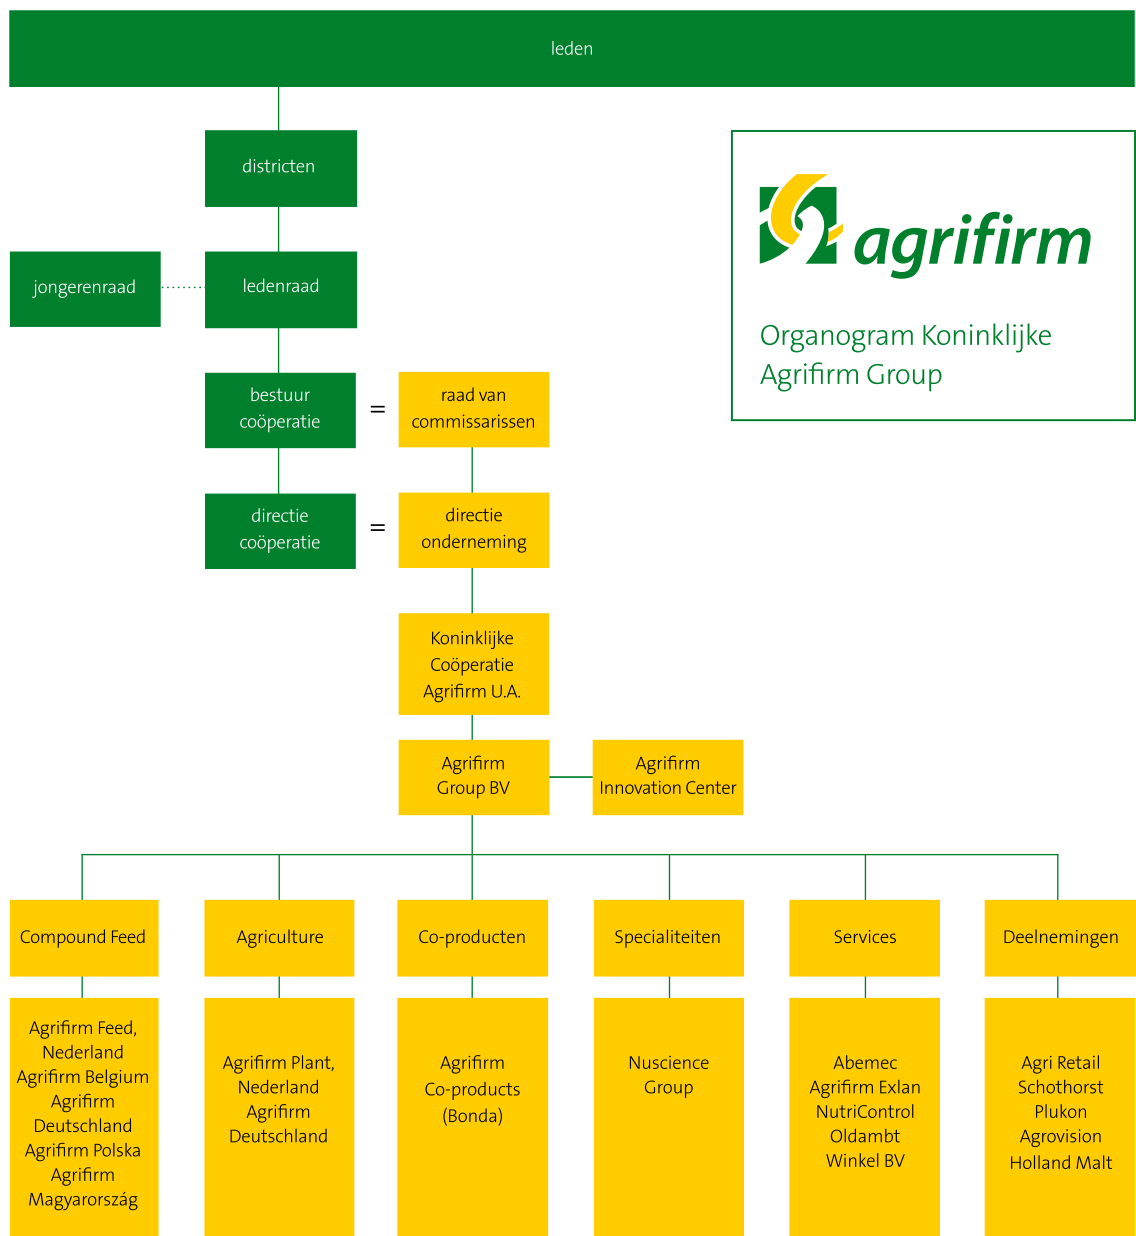 leden
districten
agrifirm
Organogram Koninklijke
Agrifirm Group
jongerenraad
ledenraad
bestuur
coöperatie
=
raad van
commissarissen
directie
coöperatie
=
directie
onderneming
Koninklijke
Coöperatie
Agrifirm U.A.
Agrifirm
Group BV
Agrifirm
Innovation Center
Compound Feed
Agriculture
Co-producten
Specialiteiten
Services
Deelnemingen
Agrifirm Feed,
Nederland
Agrifirm Belgium
Agrifirm
Deutschland
Agrifirm Polska
Agrifirm
Magyarország
Agrifirm Plant,
Nederland
Agrifirm
Deutschland
Agrifirm
Co-products
(Bonda)
Nuscience
Group
Abemec
Agrifirm Exlan
NutriControl
Oldambt
Winkel BV
Agri Retail
Schothorst
Plukon
Agrovision
Holland Malt